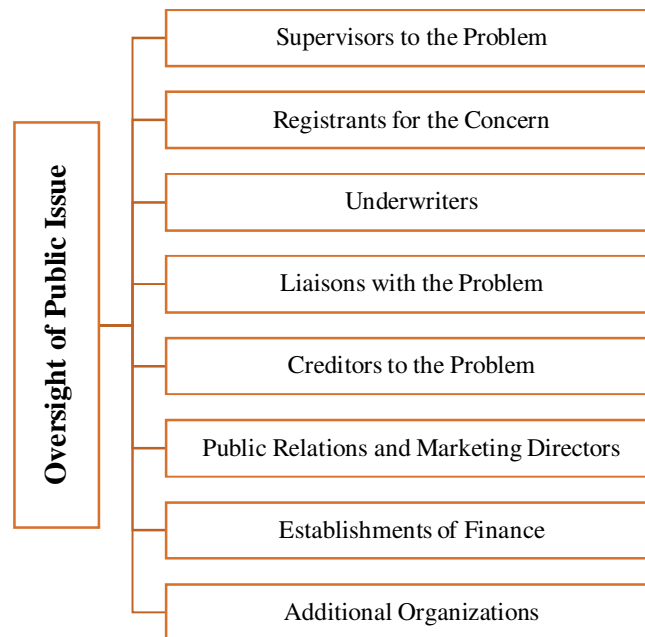 Oversight of Public Issue
Supervisors to the Problem
Registrants for the Concern
Underwriters
Liaisons with the Problem
Creditors to the Problem
Public Relations and Marketing Directors
Establishments of Finance
Additional Organizations